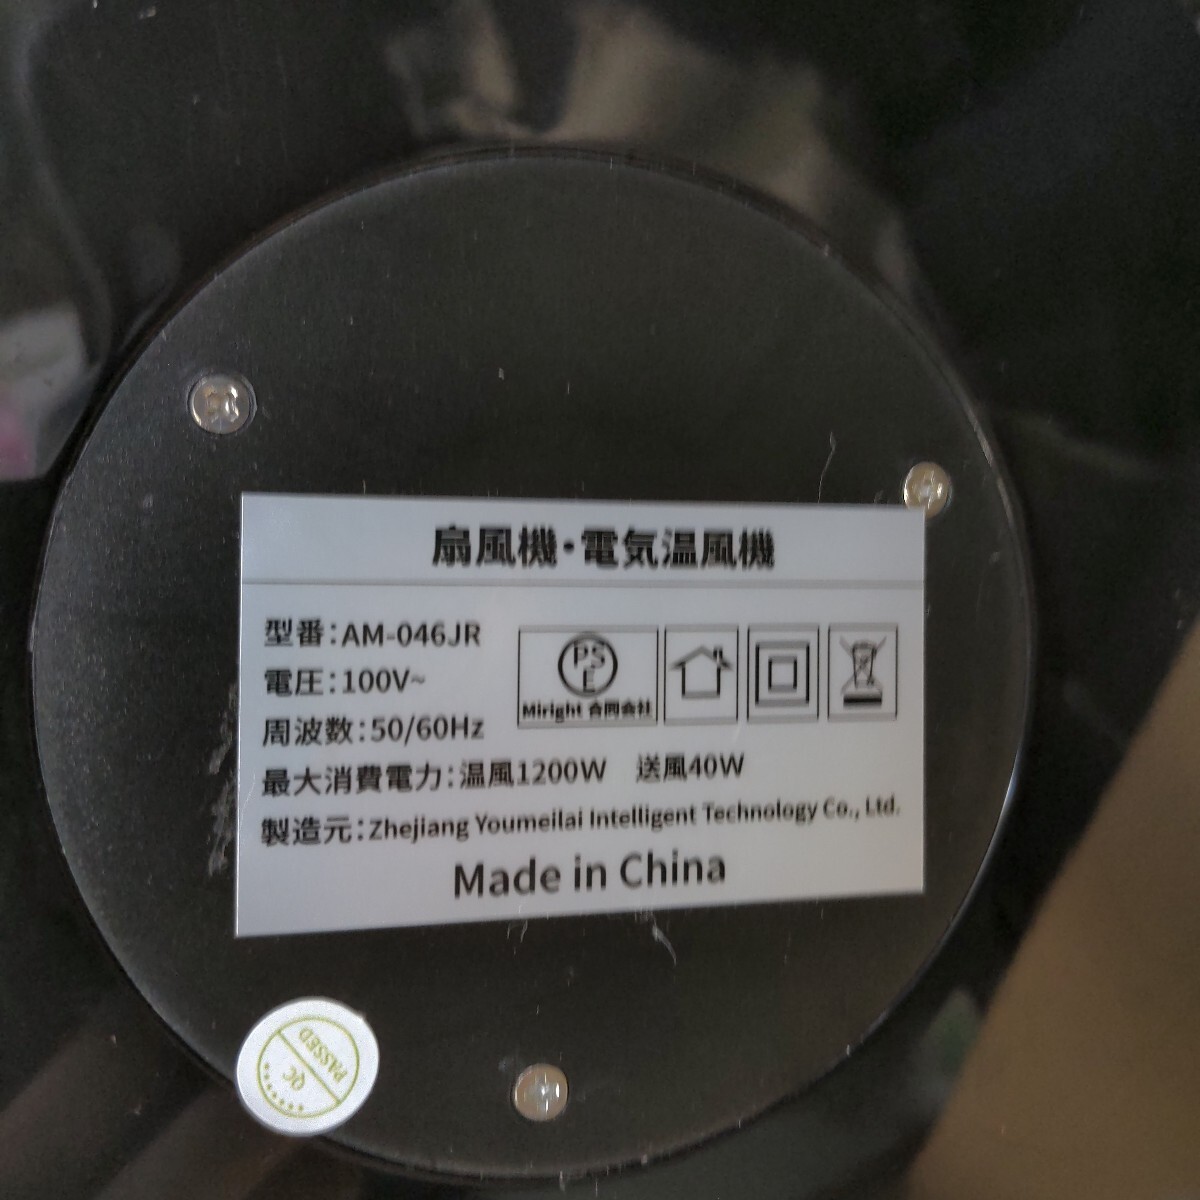 扇風機・電気温風機
型番：AM-046JR
電圧：100V~
周波数：50/60Hz
PSE
Miright 合同会社
最大消費電力：温風1200W 送風40W
製造元：Zhejiang Youmeilai Intelligent Technology Co., Ltd.
Made in China
QC
PASSED